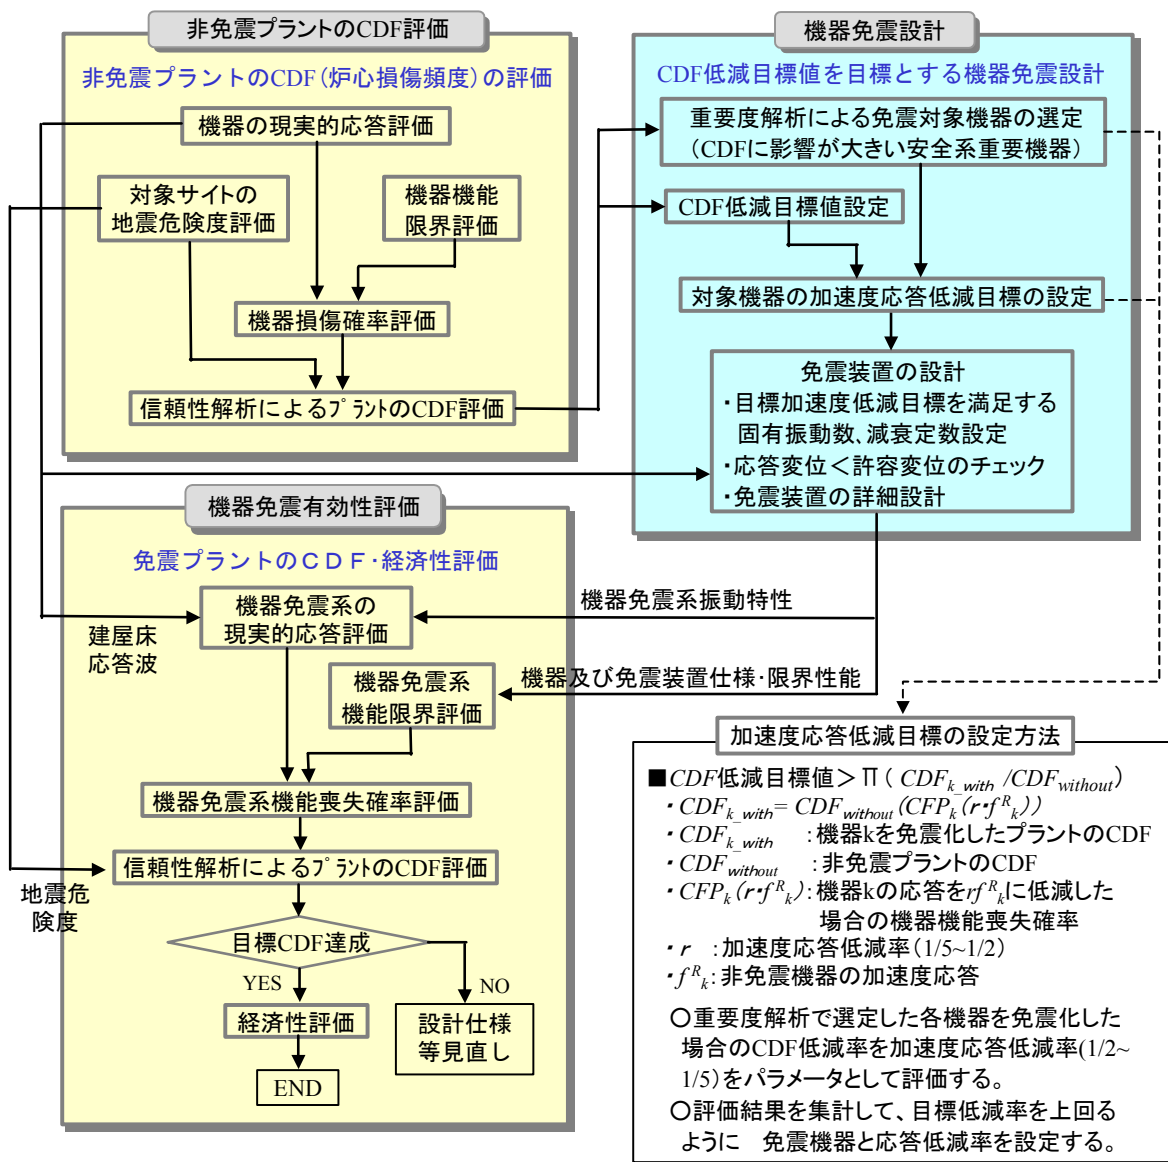 非免震プラントのCDF評価
非免震プラントのCDF(炉心損傷頻度)の評価
機器の現実的応答評価
対象サイトの
地震危険度評価
機器機能
限界評価
機器損傷確率評価
信頼性解析によるプラントのCDF評価
機器免震設計
CDF低減目標値を目標とする機器免震設計
重要度解析による免震対象機器の選定
(CDFに影響が大きい安全系重要機器)
CDF低減目標値設定
対象機器の加速度応答低減目標の設定
免震装置の設計
・目標加速度低減目標を満足する
固有振動数、減衰定数設定
・応答変位<許容変位のチェック
・免震装置の詳細設計
機器免震有効性評価
免震プラントのCDF・経済性評価
機器免震系の
現実的応答評価
建屋床
応答波
機器免震系振動特性
機器及び免震装置仕様・限界性能
機器免震系
機能限界評価
機器免震系機能喪失確率評価
信頼性解析によるプラントのCDF評価
地震危
険度
目標CDF達成
YES
NO
経済性評価
設計仕様
等見直し
END
加速度応答低減目標の設定方法
■CDF低減目標値>Π( CDFk_with /CDFwithout)
・CDFk_with= CDFwithout(CFPk(r・fRk))
・CDFk_with :機器kを免震化したプラントのCDF
・CDFwithout :非免震プラントのCDF
・CFPk(r・fRk):機器kの応答をrfRkに低減した
場合の機器機能喪失確率
・r :加速度応答低減率(1/5~1/2)
・fRk:非免震機器の加速度応答
○重要度解析で選定した各機器を免震化した
場合のCDF低減率を加速度応答低減率(1/2~
1/5)をパラメータとして評価する。
○評価結果を集計して、目標低減率を上回る
ように 免震機器と応答低減率を設定する。